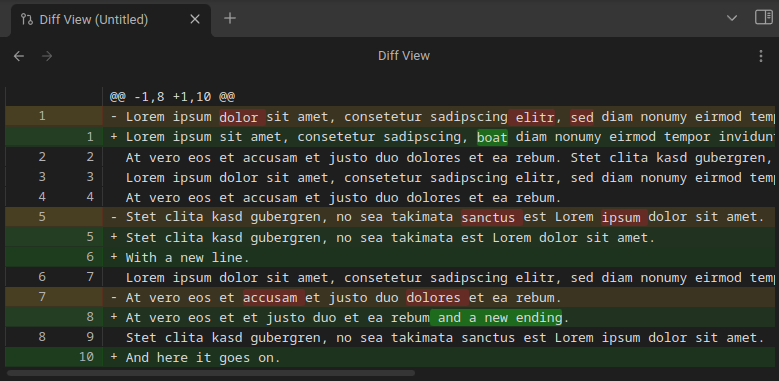 Diff View (Untitled)
Diff View
@@ -1,8 +1,10 @@
1 - Lorem ipsum dolor sit amet, consetetur sadipscing elitr, sed diam nonumy eirmod temp
1 + Lorem ipsum sit amet, consetetur sadipscing, boat diam nonumy eirmod tempor invidunt
2 2 At vero eos et accusam et justo duo dolores et ea rebum. Stet clita kasd gubergren,
3 3 Lorem ipsum dolor sit amet, consetetur sadipscing elitr, sed diam nonumy eirmod temp
4 4 At vero eos et accusam et justo duo dolores et ea rebum.
5 - Stet clita kasd gubergren, no sea takimata sanctus est Lorem ipsum dolor sit amet.
5 + Stet clita kasd gubergren, no sea takimata est Lorem dolor sit amet.
6 + With a new line.
6 7 Lorem ipsum dolor sit amet, consetetur sadipscing elitr, sed diam nonumy eirmod temp
7 - At vero eos et accusam et justo duo dolores et ea rebum.
8 + At vero eos et et justo duo et ea rebum and a new ending.
8 9 Stet clita kasd gubergren, no sea takimata sanctus est Lorem ipsum dolor sit amet.
10 + And here it goes on.